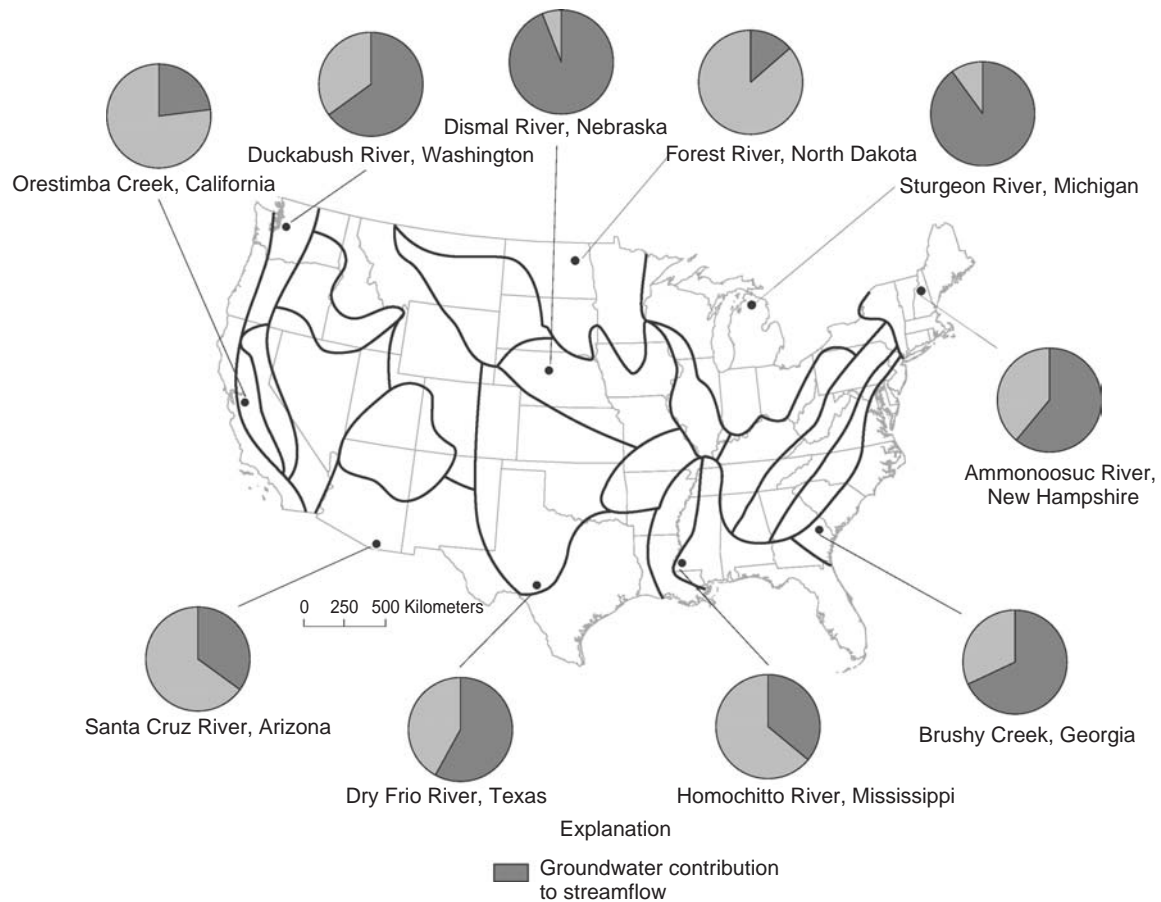 Dismal River, Nebraska
Duckabush River, Washington
Forest River, North Dakota
Orestimba Creek, California
Sturgeon River, Michigan
Ammonoosuc River,
New Hampshire
0 250 500 Kilometers
Santa Cruz River, Arizona
Brushy Creek, Georgia
Dry Frio River, Texas
Homochitto River, Mississippi
Explanation
Groundwater contribution
to streamflow